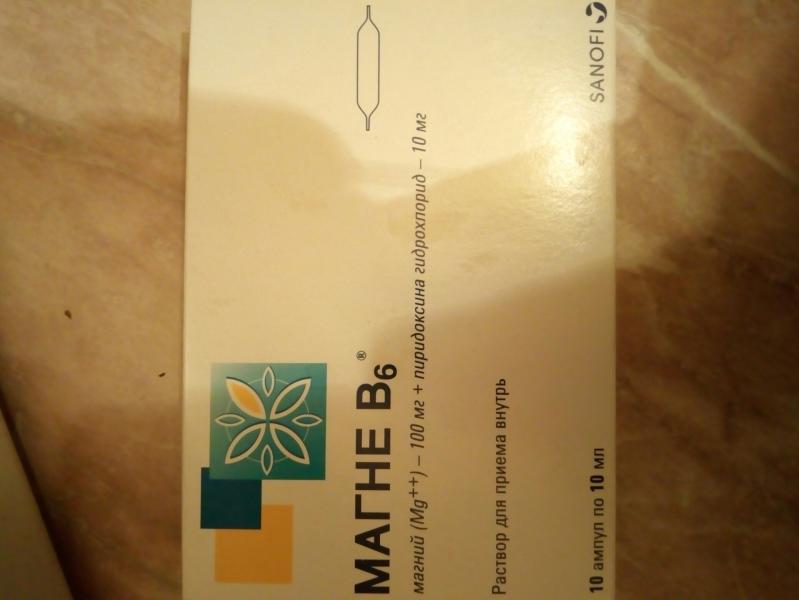 МАГНЕ B6®
магний (Mg++) – 100 мг + пиридоксина гидрохлорид – 10 мг
Раствор для приема внутрь
10 ампул по 10 мл
SANOFI